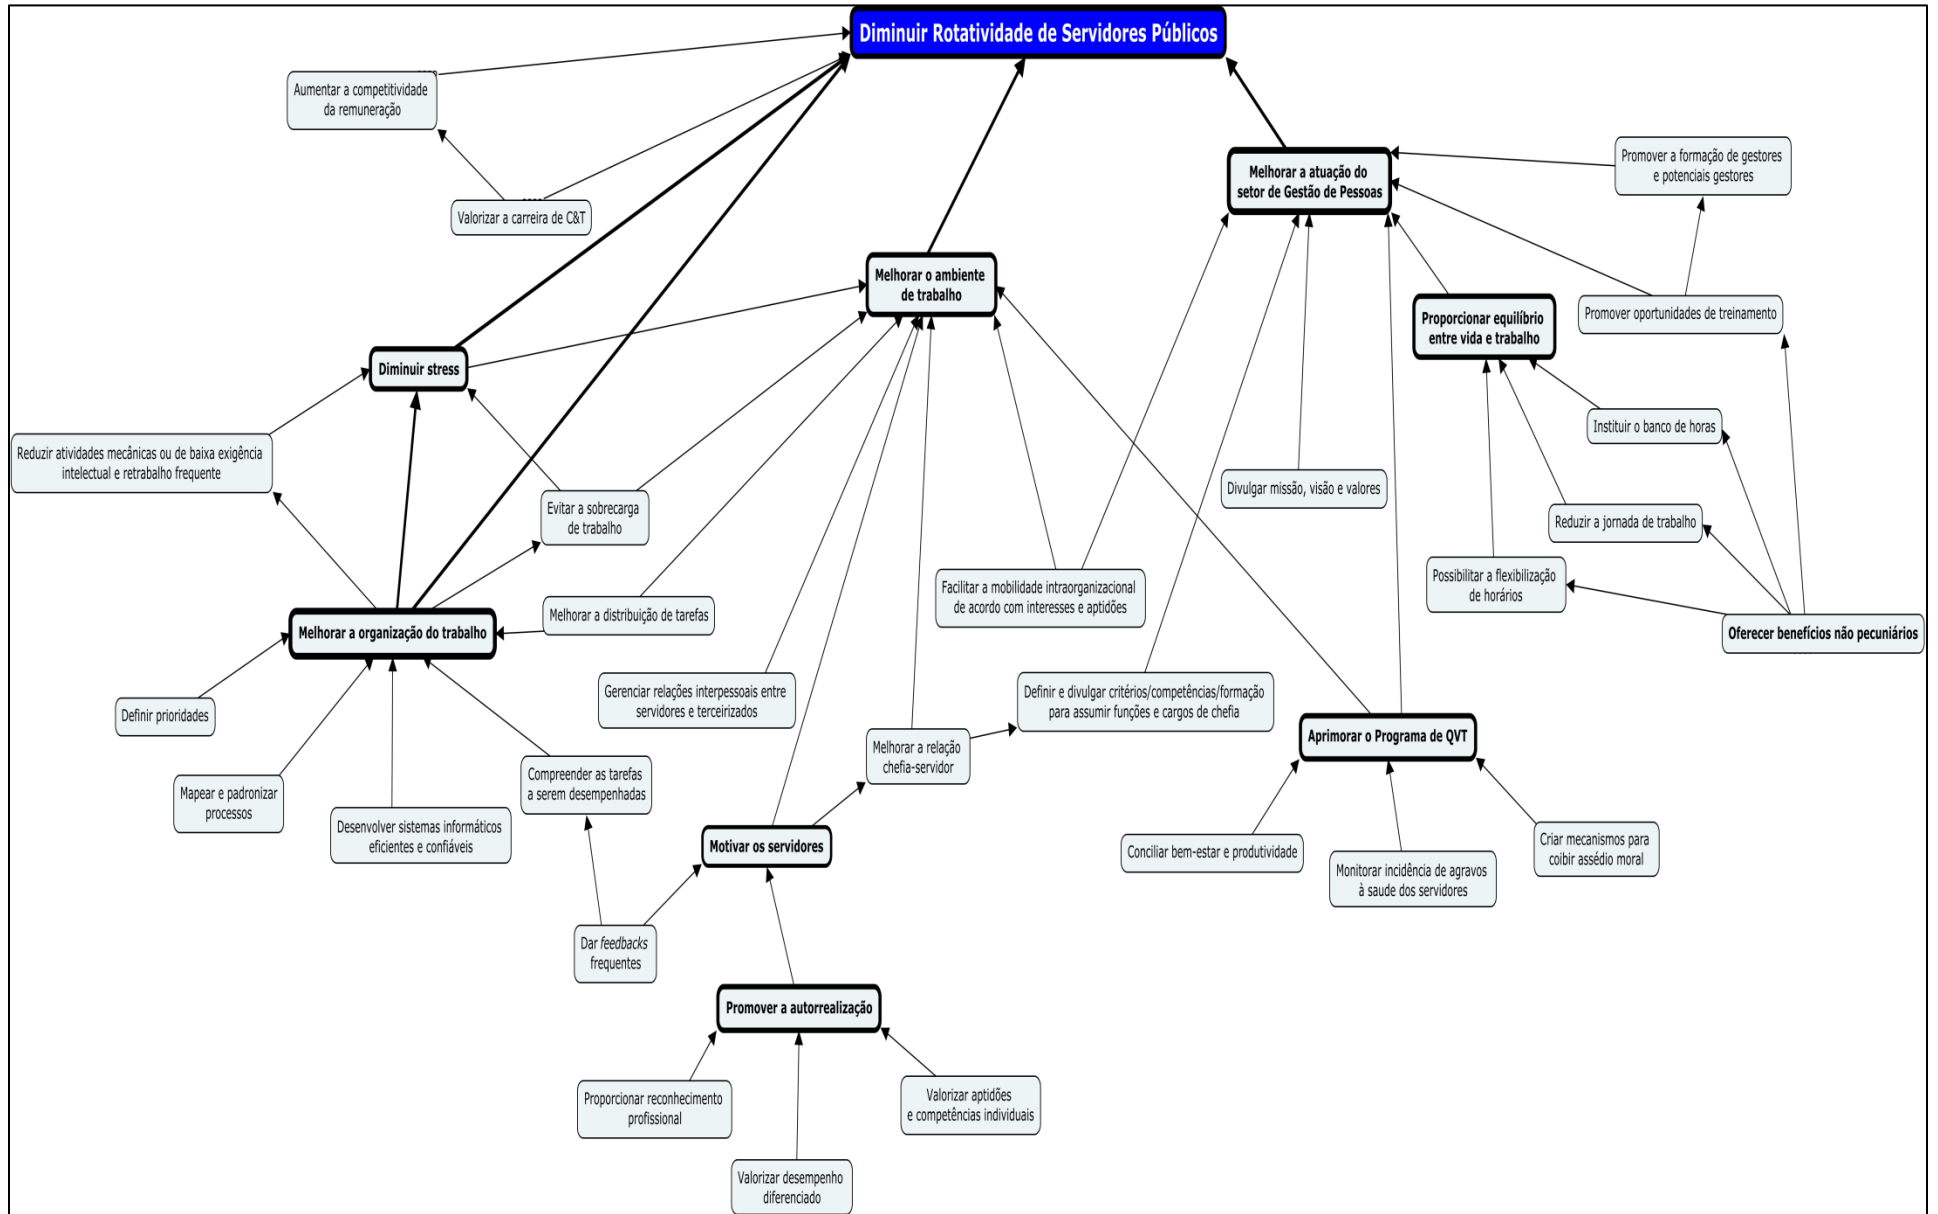 Diminuir Rotatividade de Servidores Públicos
Aumentar a competitividade
da remuneração
Valorizar a carreira de C&T
Melhorar a atuação do
setor de Gestão de Pessoas
Promover a formação de gestores
e potenciais gestores
Melhorar o ambiente
de trabalho
Proporcionar equilíbrio
entre vida e trabalho
Promover oportunidades de treinamento
Diminuir stress
Instituir o banco de horas
Reduzir atividades mecânicas ou de baixa exigência
intelectual e retrabalho frequente
Evitar a sobrecarga
de trabalho
Divulgar missão, visão e valores
Reduzir a jornada de trabalho
Facilitar a mobilidade intraorganizacional
de acordo com interesses e aptidões
Possibilitar a flexibilização
de horários
Melhorar a organização do trabalho
Melhorar a distribuição de tarefas
Oferecer benefícios não pecuniários
Definir prioridades
Gerenciar relações interpessoais entre
servidores e terceirizados
Definir e divulgar critérios/competências/formação
para assumir funções e cargos de chefia
Aprimorar o Programa de QVT
Melhorar a relação
chefia-servidor
Mapear e padronizar
processos
Compreender as tarefas
a serem desempenhadas
Desenvolver sistemas informáticos
eficientes e confiáveis
Motivar os servidores
Conciliar bem-estar e produtividade
Monitorar incidência de agravos
à saude dos servidores
Criar mecanismos para
coibir assédio moral
Dar feedbacks
frequentes
Promover a autorrealização
Proporcionar reconhecimento
profissional
Valorizar aptidões
e competências individuais
Valorizar desempenho
diferenciado